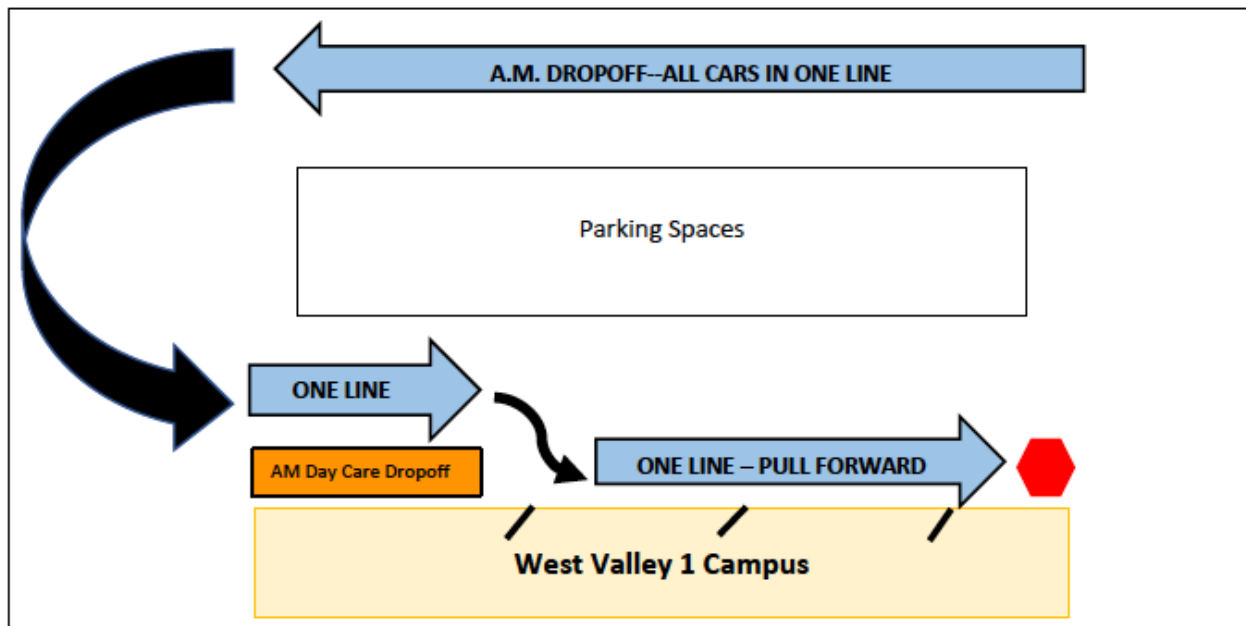 A.M. DROPOFF--ALL CARS IN ONE LINE
Parking Spaces
ONE LINE
AM Day Care Dropoff
ONE LINE – PULL FORWARD
West Valley 1 Campus